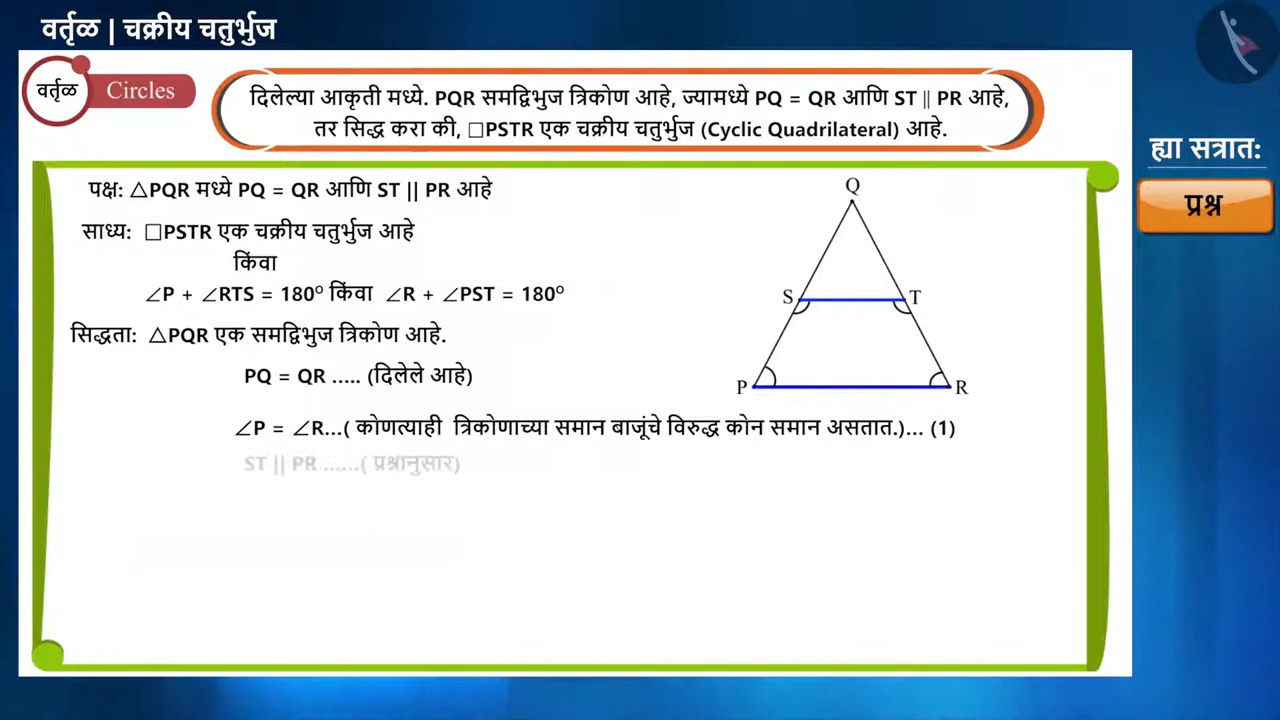 वर्तृळ | चक्रीय चतुर्भुज
वर्तृळ Circles
दिलेल्या आकृती मध्ये. PQR समद्विभुज त्रिकोण आहे, ज्यामध्ये PQ = QR आणि ST || PR आहे,
तर सिद्ध करा की, □PSTR एक चक्रीय चतुर्भुज (Cyclic Quadrilateral) आहे.
ह्या सत्रात:
प्रश्न
पक्ष: △PQR मध्ये PQ = QR आणि ST || PR आहे
साध्य: □PSTR एक चक्रीय चतुर्भुज आहे
किंवा
∠P + ∠RTS = 180° किंवा ∠R + ∠PST = 180°
सिद्धता: △PQR एक समद्विभुज त्रिकोण आहे.
PQ = QR ..... (दिलेले आहे)
∠P = ∠R...( कोणत्याही त्रिकोणाच्या समान बाजूंचे विरुद्ध कोन समान असतात.)... (1)
ST || PR ......( प्रश्नानुसार)
Q
S T
P R